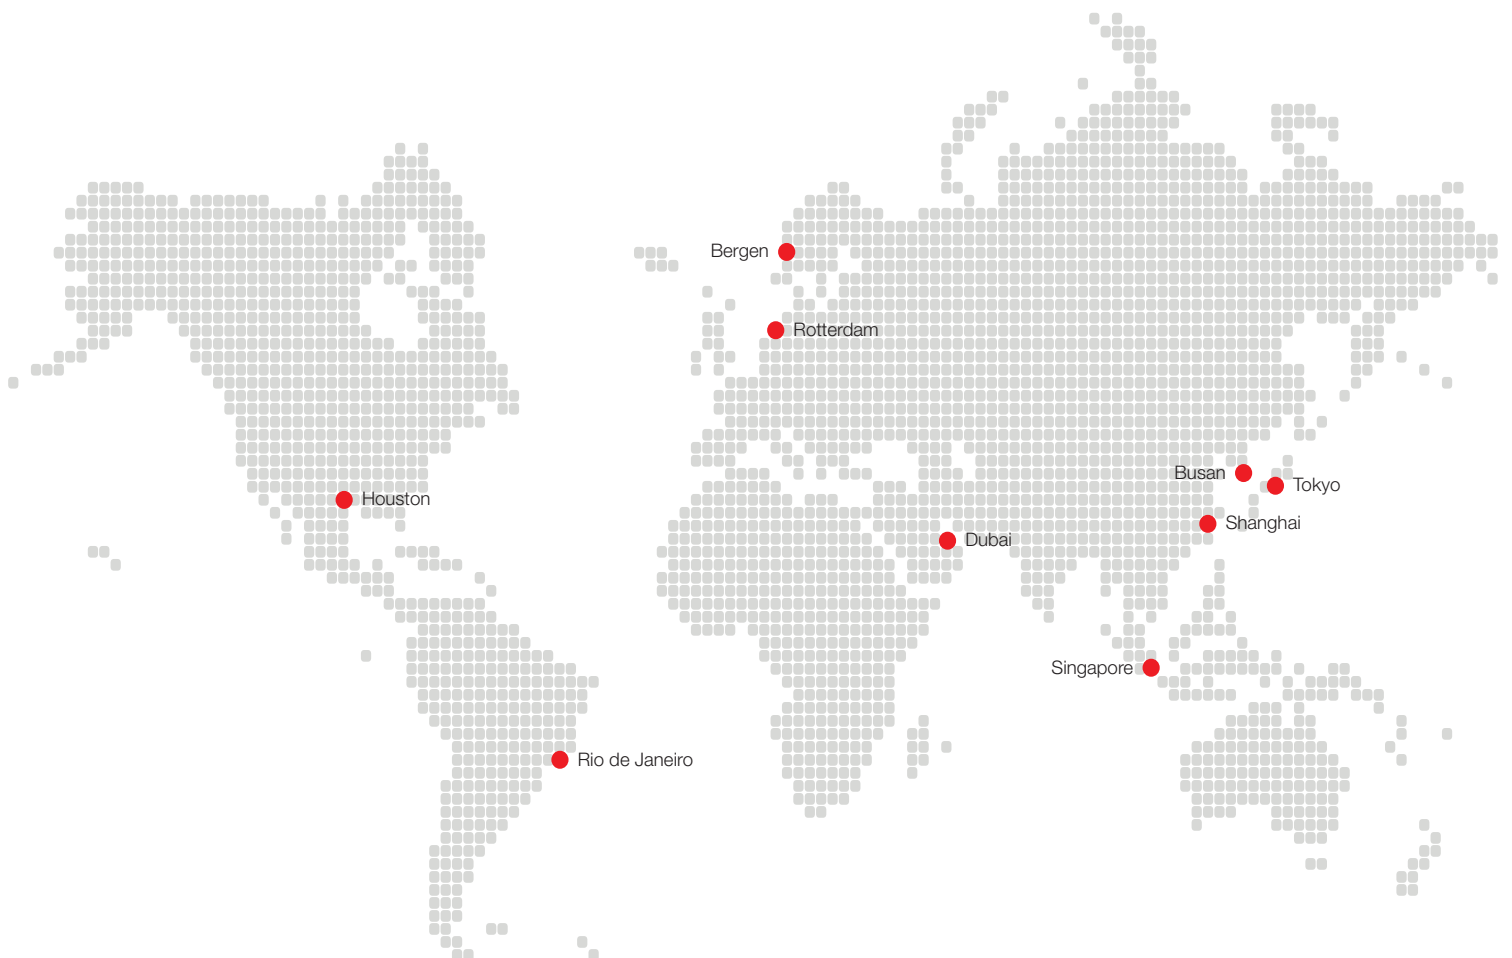 Bergen
Rotterdam
Busan
Tokyo
Houston
Shanghai
Dubai
Singapore
Rio de Janeiro